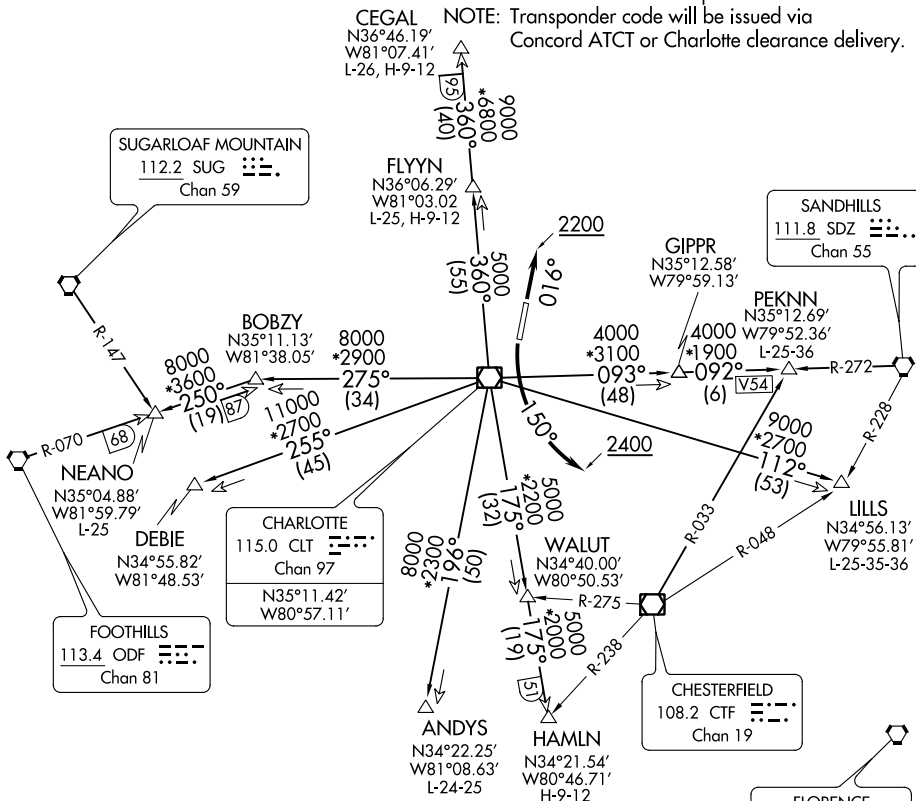 NOTE: Transponder code will be issued via
Concord ATCT or Charlotte clearance delivery.
CEGAL
N36°46.19'
W81°07.41'
L-26, H-9-12
95
360°
(40)
*6800
9000
FLYYN
N36°06.29'
W81°03.02
L-25, H-9-12
5000
360°
(55)
SUGARLOAF MOUNTAIN
112.2 SUG
Chan 59
R-147
2200
016°
GIPPR
N35°12.58'
W79°59.13'
SANDHILLS
111.8 SDZ
Chan 55
PEKNN
N35°12.69'
W79°52.36'
L-25-36
BOBZY
N35°11.13'
W81°38.05'
8000
*2900
275°
(34)
8000
*3600
250°
(19)
87
4000
*3100
093°
(48)
4000
*1900
092°
(6)
V54
R-272
R-228
R-070
68
NEANO
N35°04.88'
W81°59.79'
L-25
11000
*2700
255°
(45)
DEBIE
N34°55.82'
W81°48.53'
150°
2400
9000
*2700
112°
(53)
LILLS
N34°56.13'
W79°55.81'
L-25-35-36
CHARLOTTE
115.0 CLT
Chan 97
N35°11.42'
W80°57.11'
5000
*2200
175°
(32)
8000
*2300
196°
(50)
WALUT
N34°40.00'
W80°50.53'
R-275
R-033
R-048
R-238
5000
*2000
175°
(19)
51
FOOTHILLS
113.4 ODF
Chan 81
CHESTERFIELD
108.2 CTF
Chan 19
ANDYS
N34°22.25'
W81°08.63'
L-24-25
HAMLN
N34°21.54'
W80°46.71'
H-9-12
FLORENCE